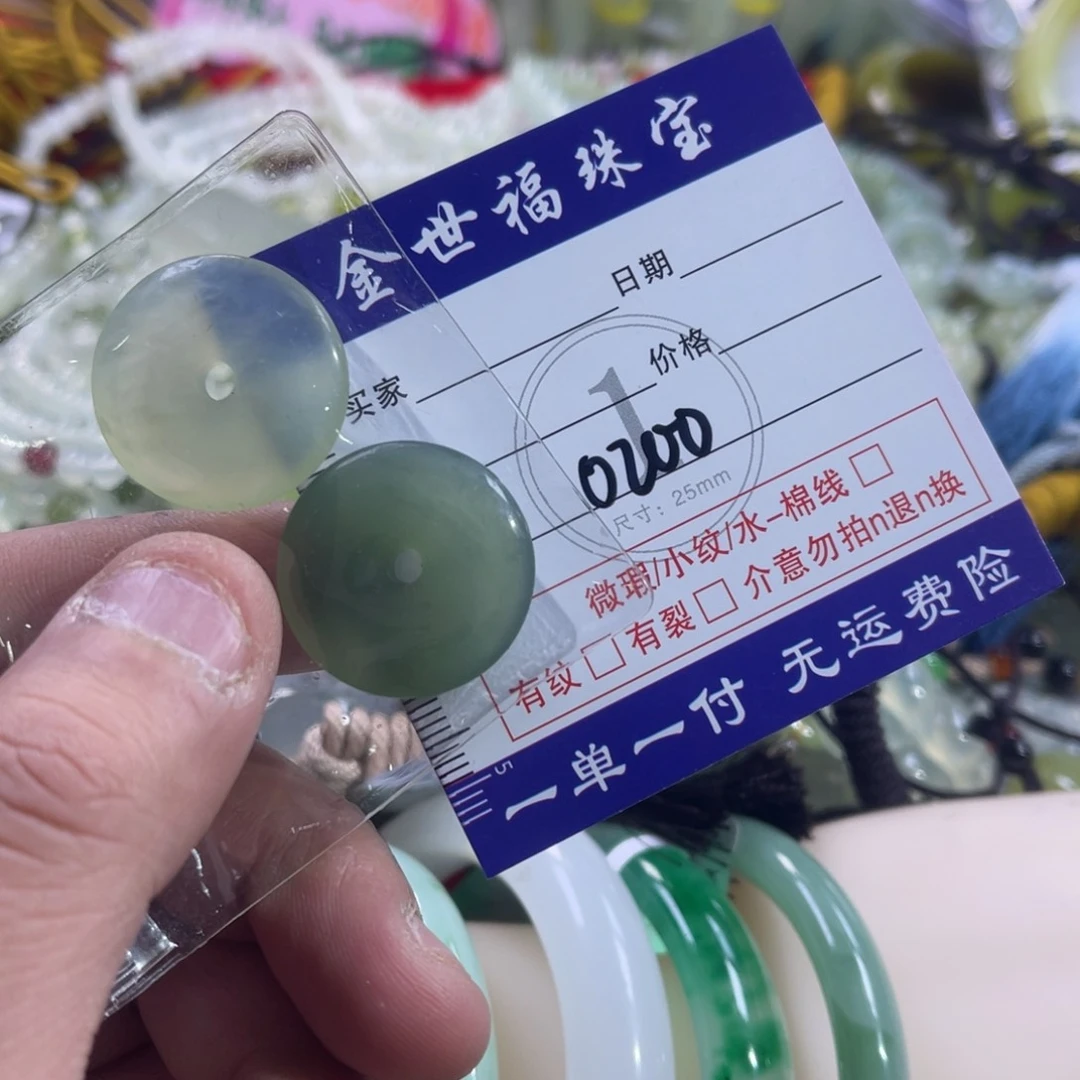 金世福珠宝
日期
买家
价格
1
尺寸：25mm
微瑕/小纹/水-棉线
有纹 有裂 介意勿拍n退n换
一单一付 无运费险
5